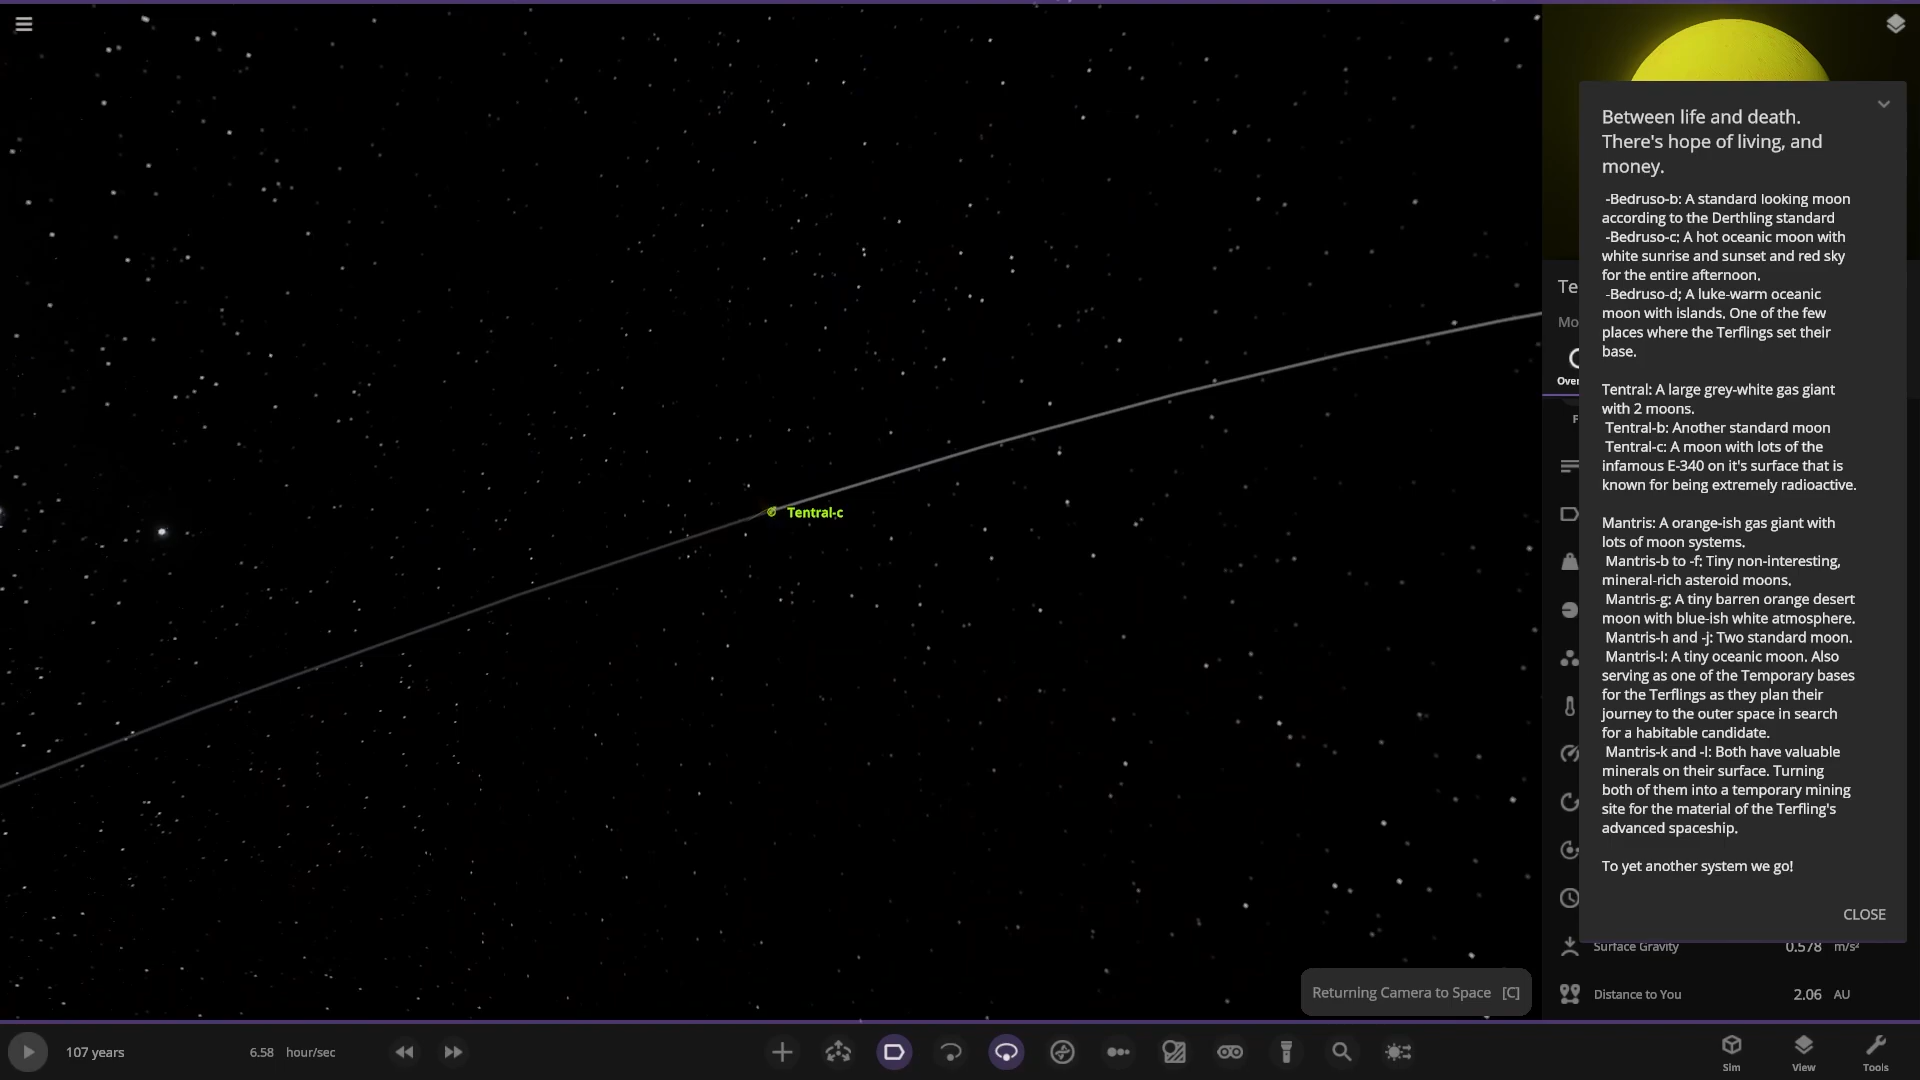 Between life and death.
There's hope of living, and
money.
-Bedruso-b: A standard looking moon
according to the Derthling standard
-Bedruso-c: A hot oceanic moon with
white sunrise and sunset and red sky
for the entire afternoon.
-Bedruso-d; A luke-warm oceanic
moon with islands. One of the few
places where the Terflings set their
base.
Tentral: A large grey-white gas giant
with 2 moons.
Tentral-b: Another standard moon
Tentral-c: A moon with lots of the
infamous E-340 on it's surface that is
known for being extremely radioactive.
Mantris: A orange-ish gas giant with
lots of moon systems.
Mantris-b to -f: Tiny non-interesting,
mineral-rich asteroid moons.
Mantris-g: A tiny barren orange desert
moon with blue-ish white atmosphere.
Mantris-h and -j: Two standard moon.
Mantris-I: A tiny oceanic moon. Also
serving as one of the Temporary bases
for the Terflings as they plan their
journey to the outer space in search
for a habitable candidate.
Mantris-k and -l: Both have valuable
minerals on their surface. Turning
both of them into a temporary mining
site for the material of the Terfling's
advanced spaceship.
To yet another system we go!
CLOSE
Te
Mo
Over
F
Tentral-c
Surface Gravity 0.578 m/s²
Distance to You 2.06 AU
Returning Camera to Space [C]
107 years 6.58 hour/sec
Sim View Tools